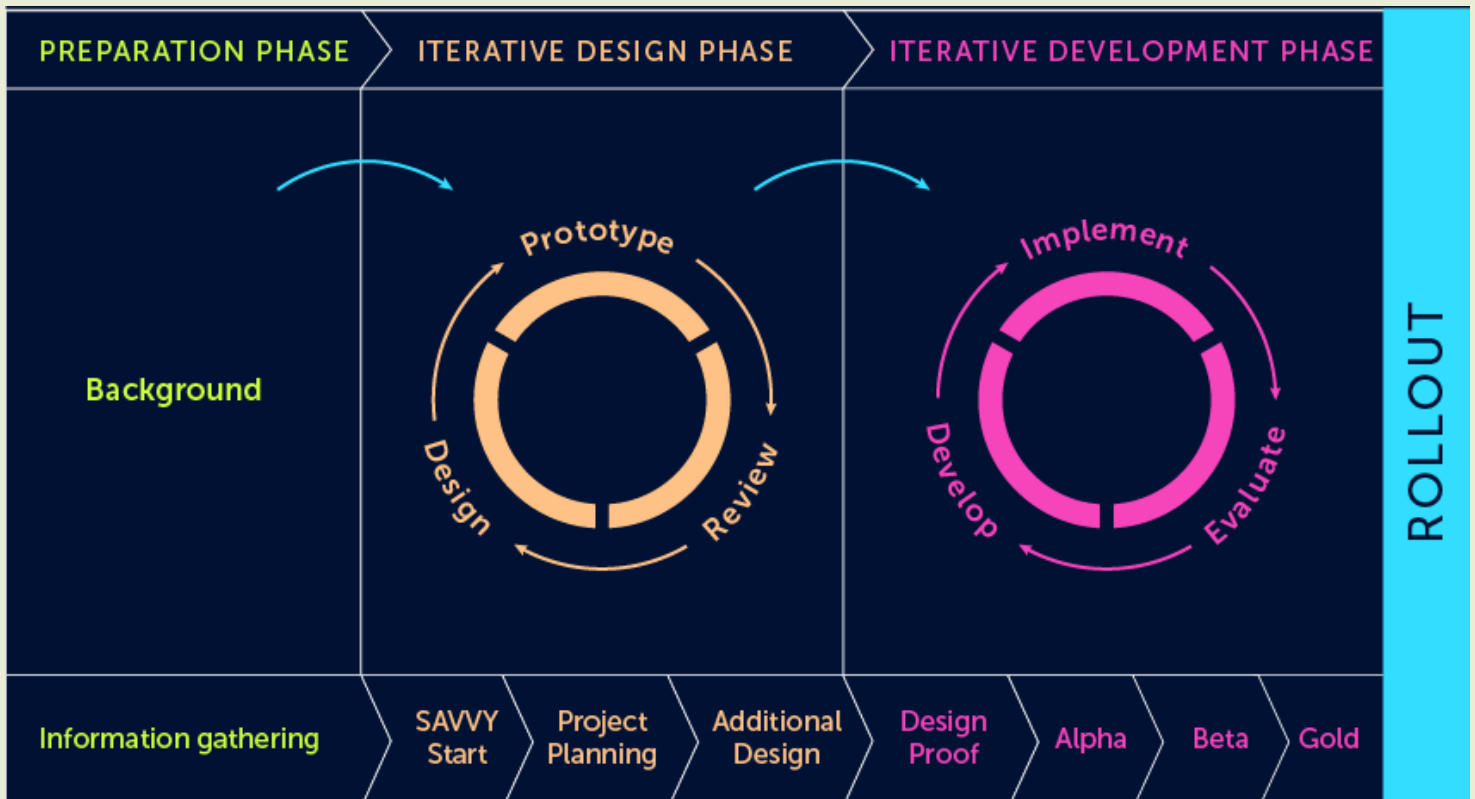 PREPARATION PHASE
ITERATIVE DESIGN PHASE
ITERATIVE DEVELOPMENT PHASE
ROLLOUT
Background
Prototype
Review
Design
Implement
Evaluate
Develop
Information gathering
SAVVY
Start
Project
Planning
Additional
Design
Design
Proof
Alpha
Beta
Gold